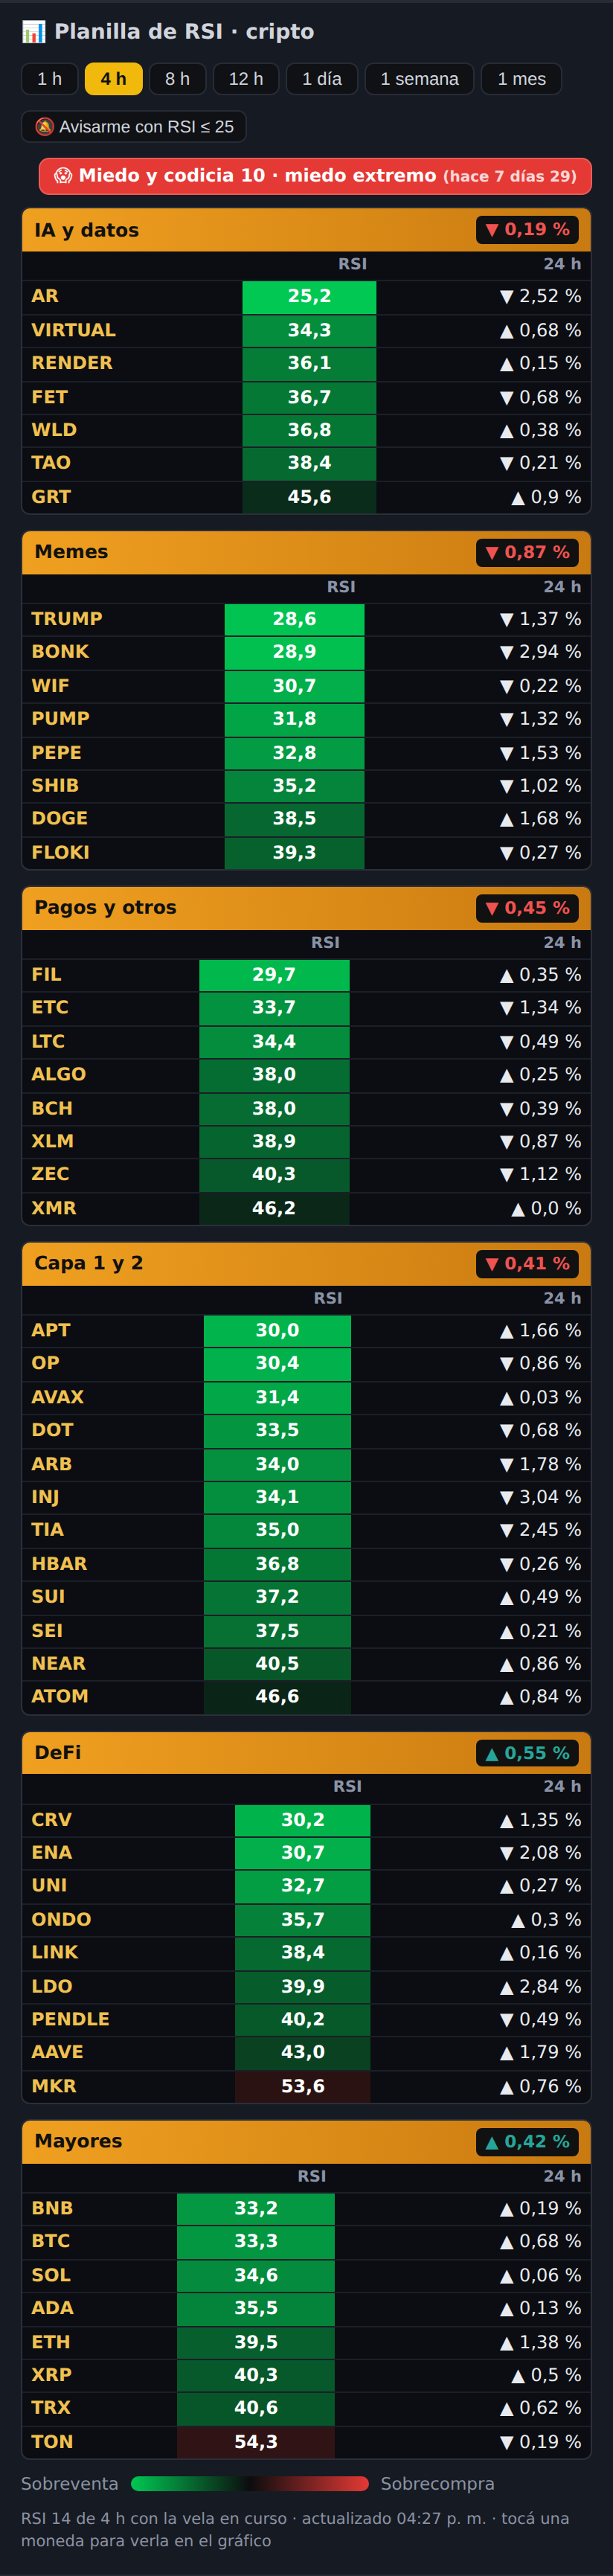 📊 Planilla de RSI · cripto
1 h 4 h 8 h 12 h 1 día 1 semana 1 mes
🔕 Avisarme con RSI ≤ 25
😱 Miedo y codicia 10 · miedo extremo (hace 7 días 29)
IA y datos ▼ 0,19 %
RSI 24 h
AR 25,2 ▼ 2,52 %
VIRTUAL 34,3 ▲ 0,68 %
RENDER 36,1 ▲ 0,15 %
FET 36,7 ▼ 0,68 %
WLD 36,8 ▲ 0,38 %
TAO 38,4 ▼ 0,21 %
GRT 45,6 ▲ 0,9 %
Memes ▼ 0,87 %
RSI 24 h
TRUMP 28,6 ▼ 1,37 %
BONK 28,9 ▼ 2,94 %
WIF 30,7 ▼ 0,22 %
PUMP 31,8 ▼ 1,32 %
PEPE 32,8 ▼ 1,53 %
SHIB 35,2 ▼ 1,02 %
DOGE 38,5 ▲ 1,68 %
FLOKI 39,3 ▼ 0,27 %
Pagos y otros ▼ 0,45 %
RSI 24 h
FIL 29,7 ▲ 0,35 %
ETC 33,7 ▼ 1,34 %
LTC 34,4 ▼ 0,49 %
ALGO 38,0 ▲ 0,25 %
BCH 38,0 ▼ 0,39 %
XLM 38,9 ▼ 0,87 %
ZEC 40,3 ▼ 1,12 %
XMR 46,2 ▲ 0,0 %
Capa 1 y 2 ▼ 0,41 %
RSI 24 h
APT 30,0 ▲ 1,66 %
OP 30,4 ▼ 0,86 %
AVAX 31,4 ▲ 0,03 %
DOT 33,5 ▼ 0,68 %
ARB 34,0 ▼ 1,78 %
INJ 34,1 ▼ 3,04 %
TIA 35,0 ▼ 2,45 %
HBAR 36,8 ▼ 0,26 %
SUI 37,2 ▲ 0,49 %
SEI 37,5 ▲ 0,21 %
NEAR 40,5 ▲ 0,86 %
ATOM 46,6 ▲ 0,84 %
DeFi ▲ 0,55 %
RSI 24 h
CRV 30,2 ▲ 1,35 %
ENA 30,7 ▼ 2,08 %
UNI 32,7 ▲ 0,27 %
ONDO 35,7 ▲ 0,3 %
LINK 38,4 ▲ 0,16 %
LDO 39,9 ▲ 2,84 %
PENDLE 40,2 ▼ 0,49 %
AAVE 43,0 ▲ 1,79 %
MKR 53,6 ▲ 0,76 %
Mayores ▲ 0,42 %
RSI 24 h
BNB 33,2 ▲ 0,19 %
BTC 33,3 ▲ 0,68 %
SOL 34,6 ▲ 0,06 %
ADA 35,5 ▲ 0,13 %
ETH 39,5 ▲ 1,38 %
XRP 40,3 ▲ 0,5 %
TRX 40,6 ▲ 0,62 %
TON 54,3 ▼ 0,19 %
Sobreventa Sobrecompra
RSI 14 de 4 h con la vela en curso · actualizado 04:27 p. m. · tocá una
moneda para verla en el gráfico